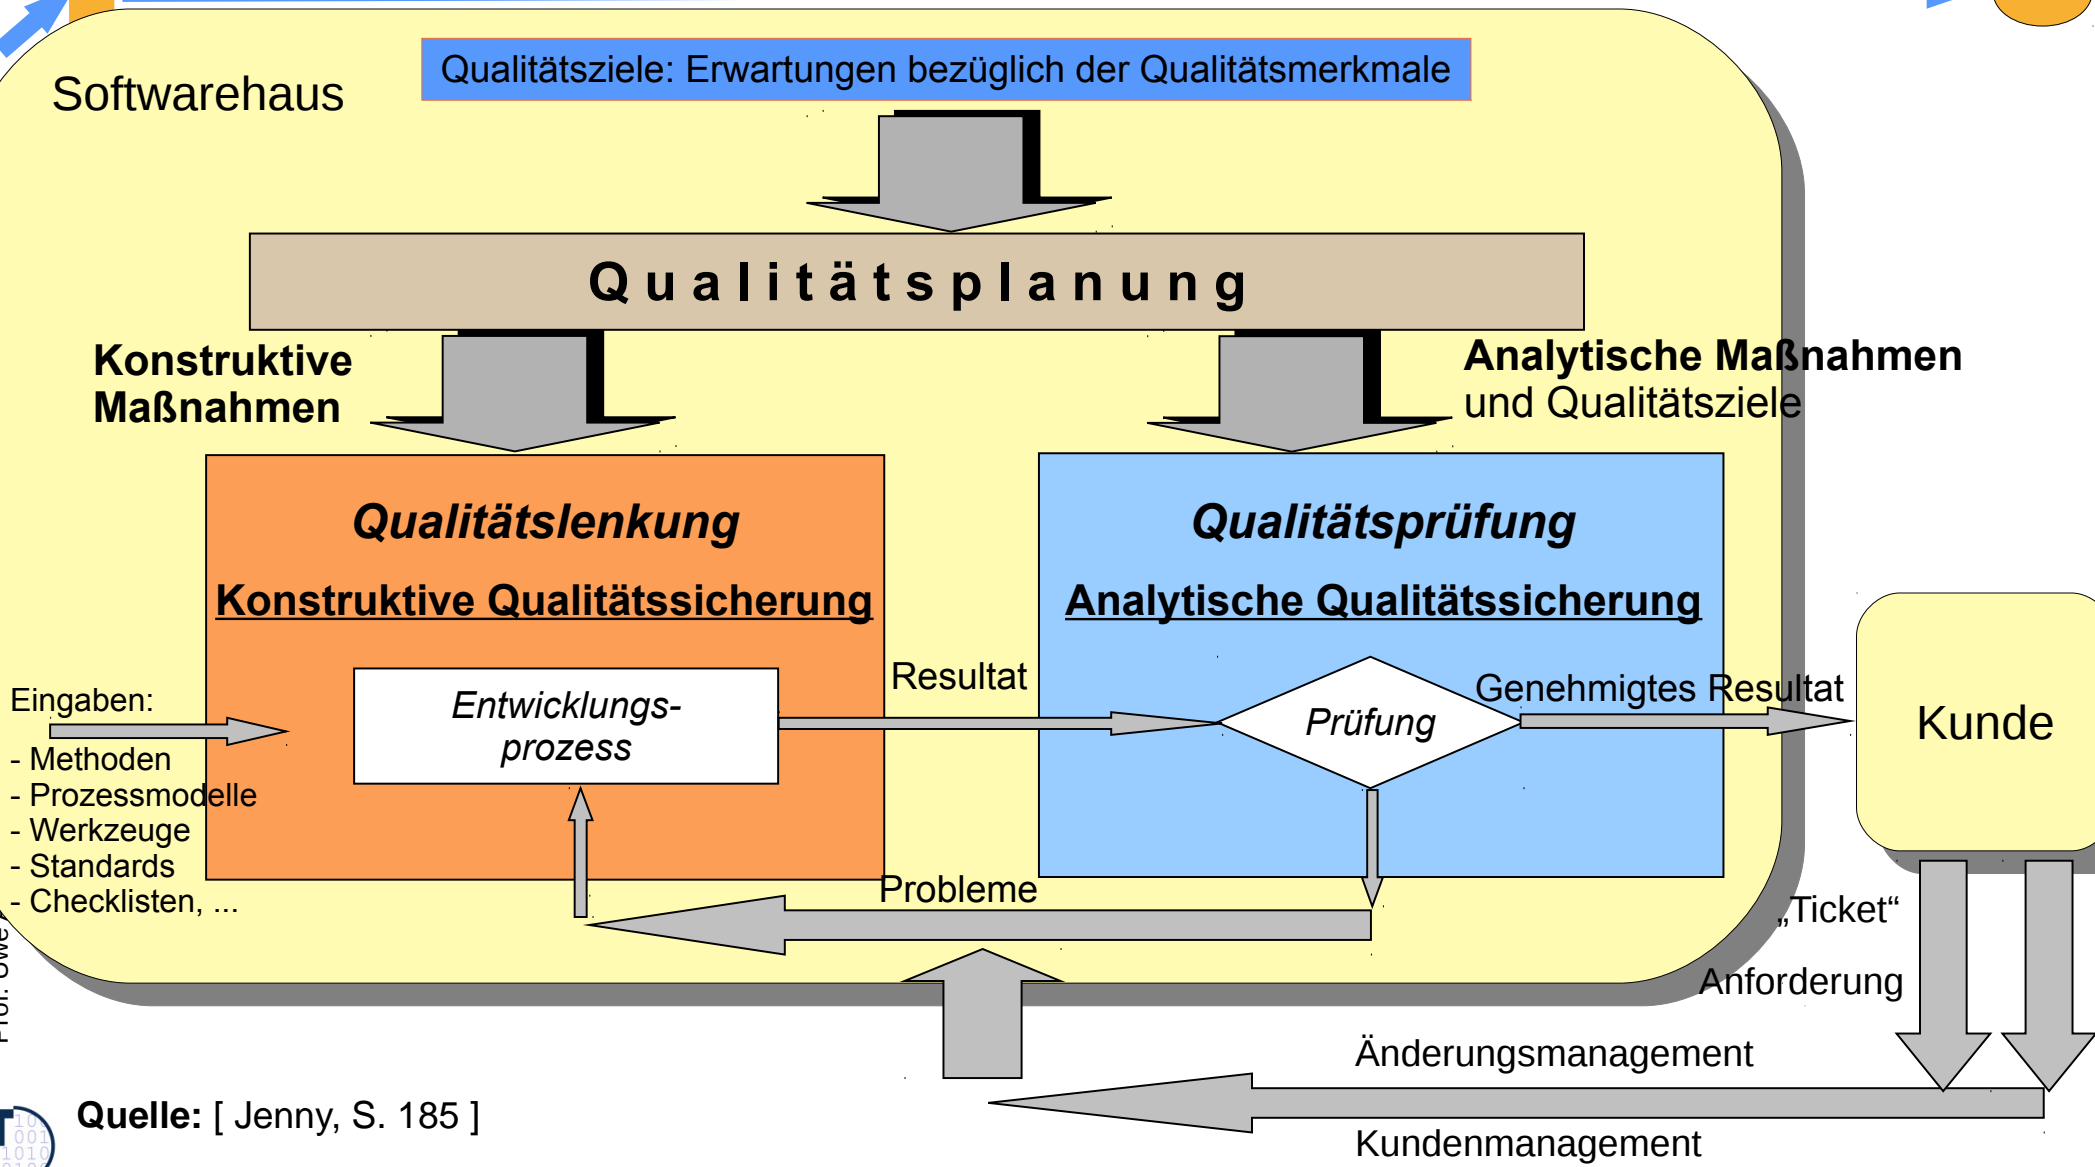 Softwarehaus
Qualitätsziele: Erwartungen bezüglich der Qualitätsmerkmale
Qualitätsplanung
Konstruktive
Maßnahmen
Analytische Maßnahmen
und Qualitätsziele
Qualitätslenkung
Konstruktive Qualitätssicherung
Qualitätsprüfung
Analytische Qualitätssicherung
Eingaben:
- Methoden
- Prozessmodelle
- Werkzeuge
- Standards
- Checklisten, ...
Entwicklungs-
prozess
Resultat
Prüfung
Genehmigtes Resultat
Kunde
Probleme
„Ticket“
Anforderung
Änderungsmanagement
Kundenmanagement
Prof. Uwe
Quelle: [ Jenny, S. 185 ]